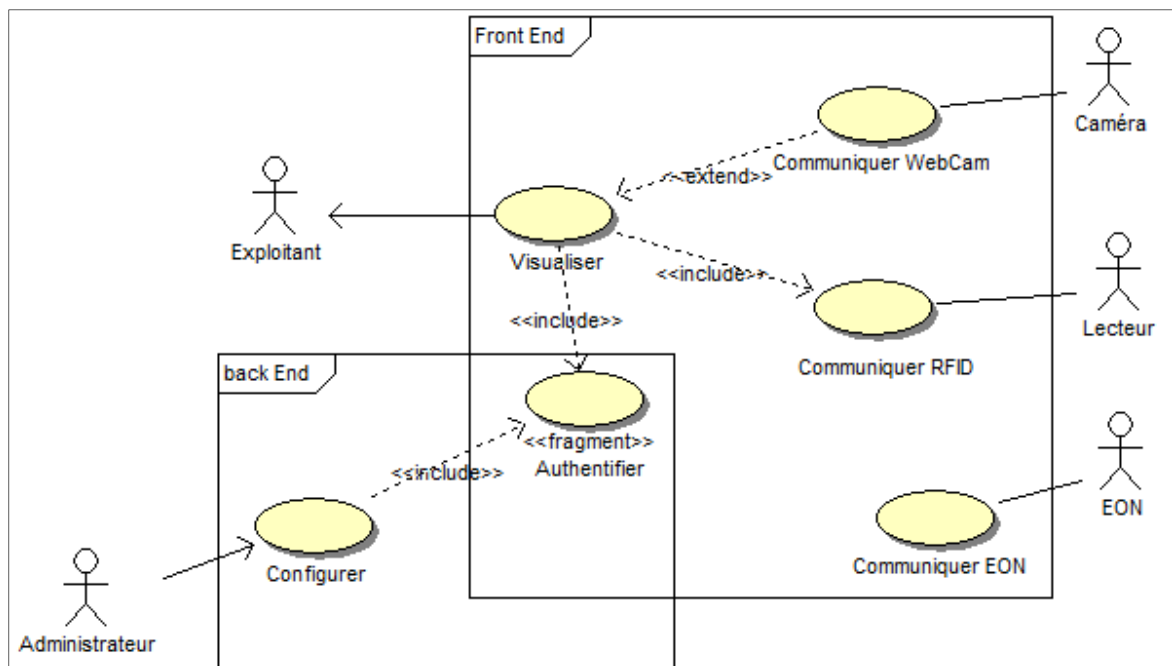 Front End
Caméra
Communiquer WebCam
<<extend>>
Exploitant
Visualiser
<<include>>
Lecteur
<<include>>
Communiquer RFID
back End
<<fragment>>
Authentifier
<<include>>
EON
Configurer
Communiquer EON
Administrateur